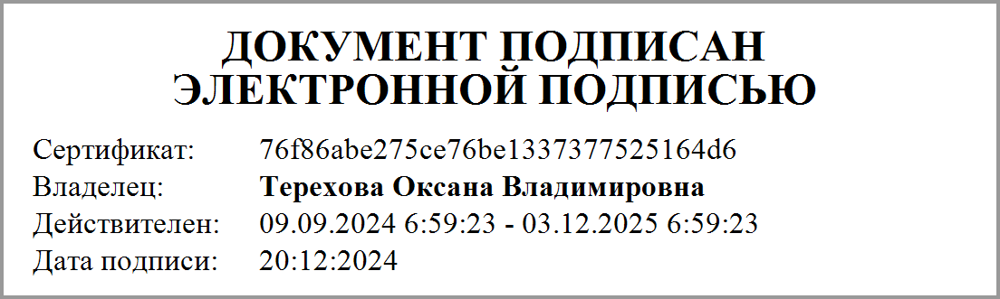 ДОКУМЕНТ ПОДПИСАН
ЭЛЕКТРОННОЙ ПОДПИСЬЮ
Сертификат: 76f86abe275ce76be1337377525164d6
Владелец: Терехова Оксана Владимировна
Действителен: 09.09.2024 6:59:23 - 03.12.2025 6:59:23
Дата подписи: 20:12:2024